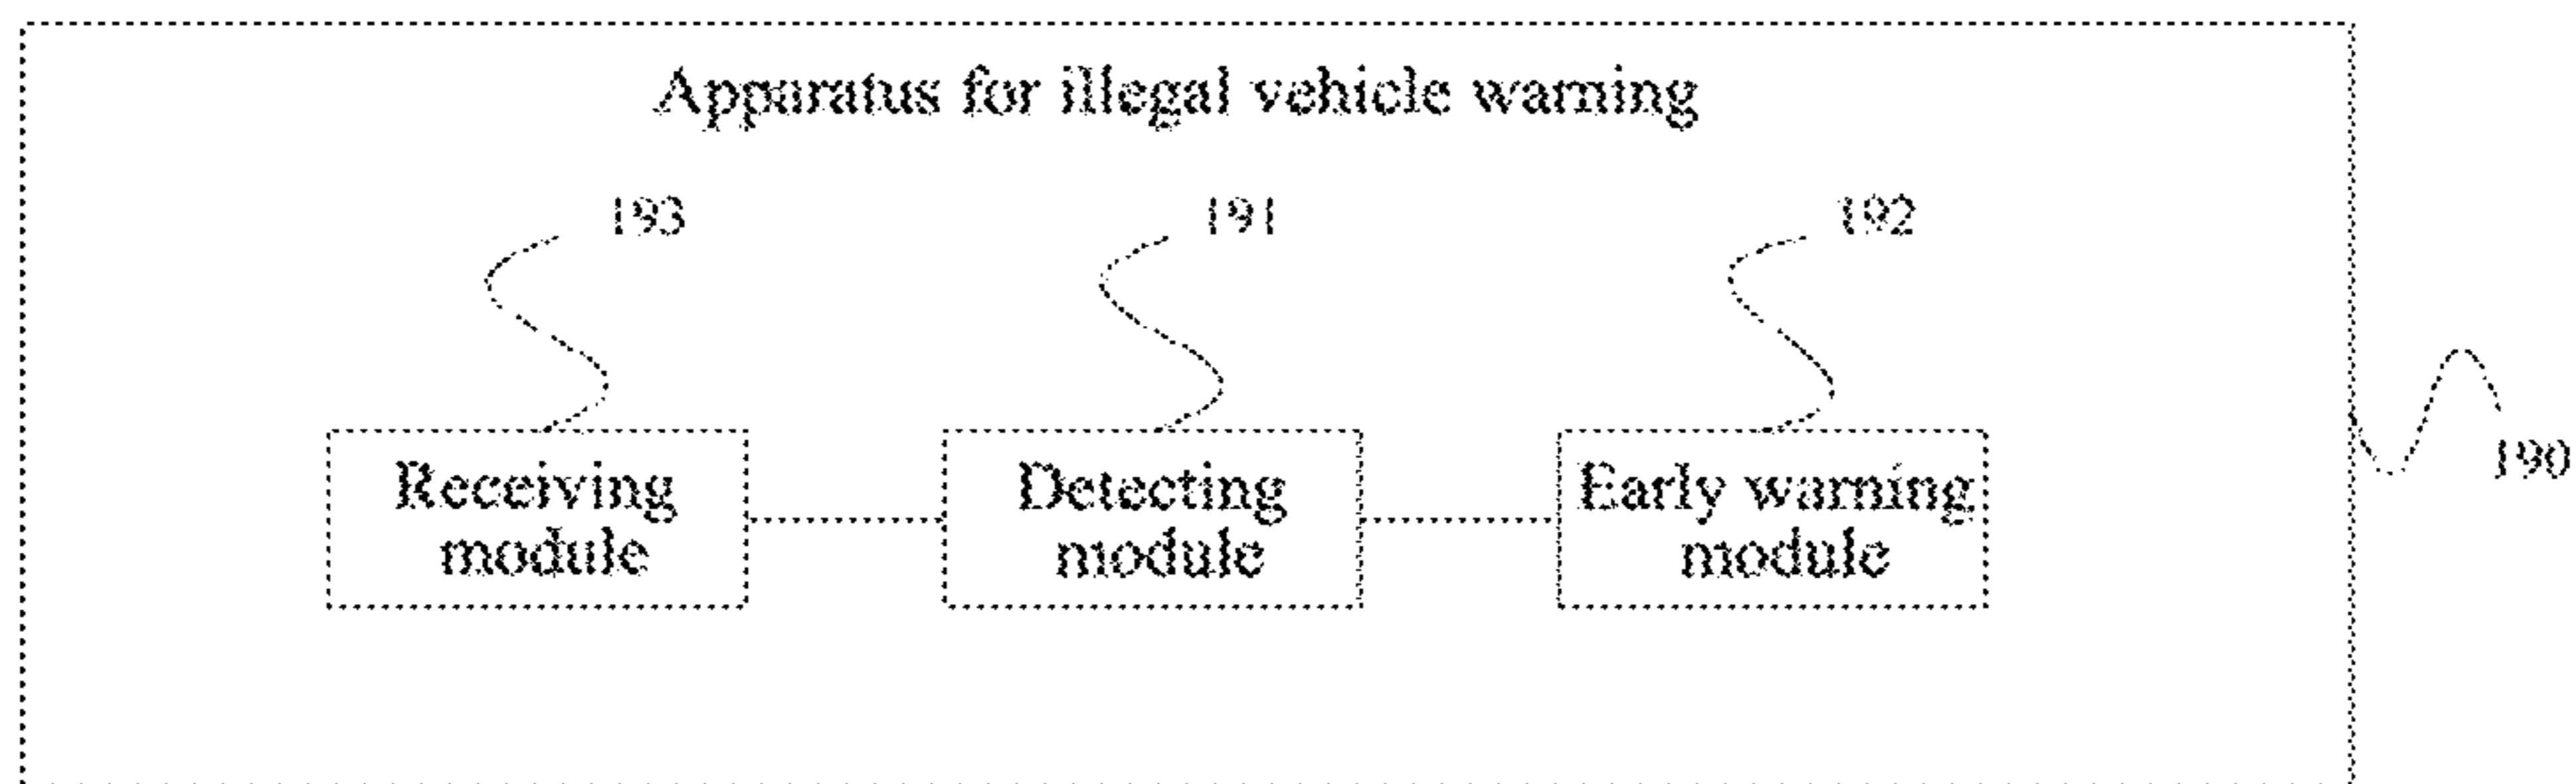 Apparatus for illegal vehicle warning
193
191
192
Receiving
module
Detecting
module
Early warning
module
190